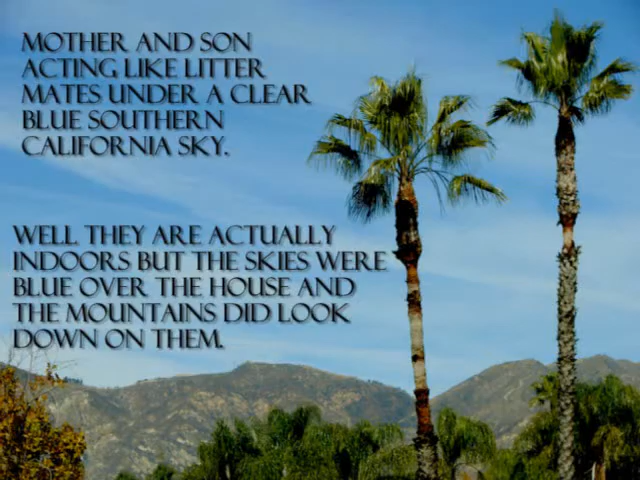 MOTHER AND SON
ACTING LIKE LITTER
MATES UNDER A CLEAR
BLUE SOUTHERN
CALIFORNIA SKY.
WELL THEY ARE ACTUALLY
INDOORS BUT THE SKIES WERE
BLUE OVER THE HOUSE AND
THE MOUNTAINS DID LOOK
DOWN ON THEM.